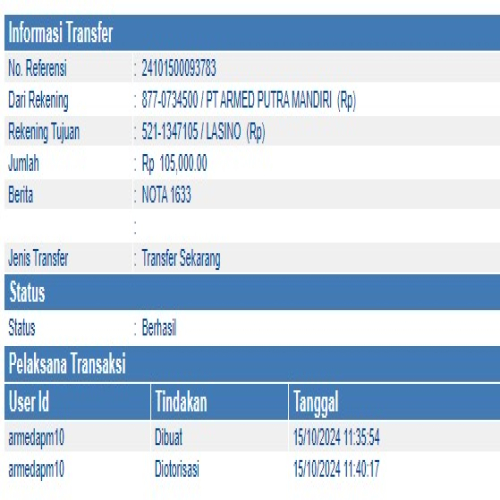 Informasi Transfer
No. Referensi : 24101500093783
Dari Rekening : 877-0734500 / PT ARMED PUTRA MANDIRI (Rp)
Rekening Tujuan : 521-1347105 / LASINO (Rp)
Jumlah : Rp 105,000.00
Berita : NOTA 1633
:
Jenis Transfer : Transfer Sekarang
Status
Status : Berhasil
Pelaksana Transaksi
User Id Tindakan Tanggal
armedapm10 Dibuat 15/10/2024 11:35:54
armedapm10 Diotorisasi 15/10/2024 11:40:17